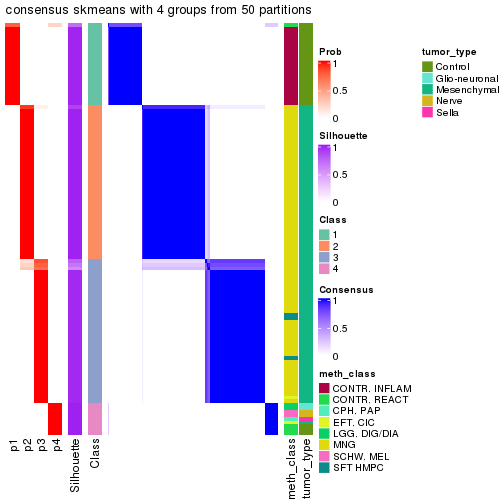 consensus skmeans with 4 groups from 50 partitions
Prob
1
0.5
0
Silhouette
1
0.5
0
Class
1
2
3
4
Consensus
1
0.5
0
meth_class
CONTR. INFLAM
CONTR. REACT
CPH. PAP
EFT. CIC
LGG. DIG/DIA
MNG
SCHW. MEL
SFT HMPC
tumor_type
Control
Glio-neuronal
Mesenchymal
Nerve
Sella
p1
p2
p3
p4
Silhouette
Class
meth_class
tumor_type